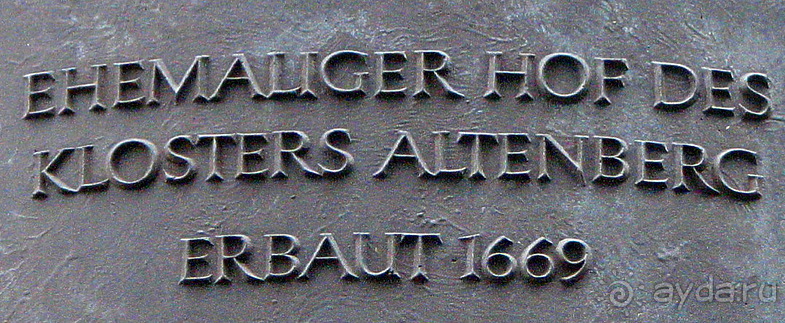 EHEMALIGER HOF DES
KLOSTERS ALTENBERG
ERBAUT 1669
ayda.ru